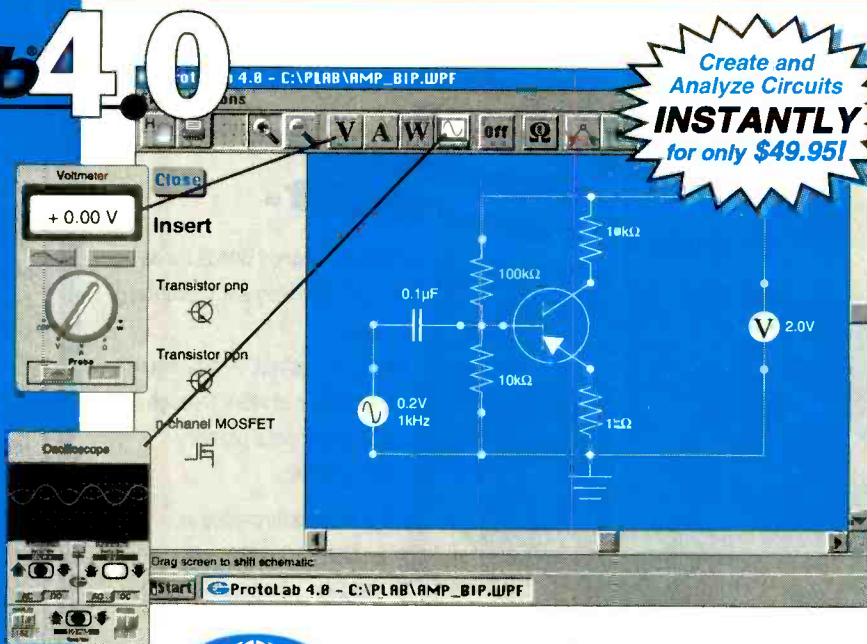 4.0
4.0 - C:\PLAB\AMP_BIP.WPF
V A W Off Ω
Create and
Analyze Circuits
INSTANTLY
for only $49.95!
Voltmeter
+ 0.00 V
Probe
Close
Insert
Transistor pnp
Transistor npn
n-chanel MOSFET
10kΩ
100kΩ
0.1µF
V 2.0V
10kΩ
0.2V
1kHz
1kΩ
Oscilloscope
Drag screen to shift schematic
Start ProtoLab 4.0 - C:\PLAB\AMP_BIP.WPF